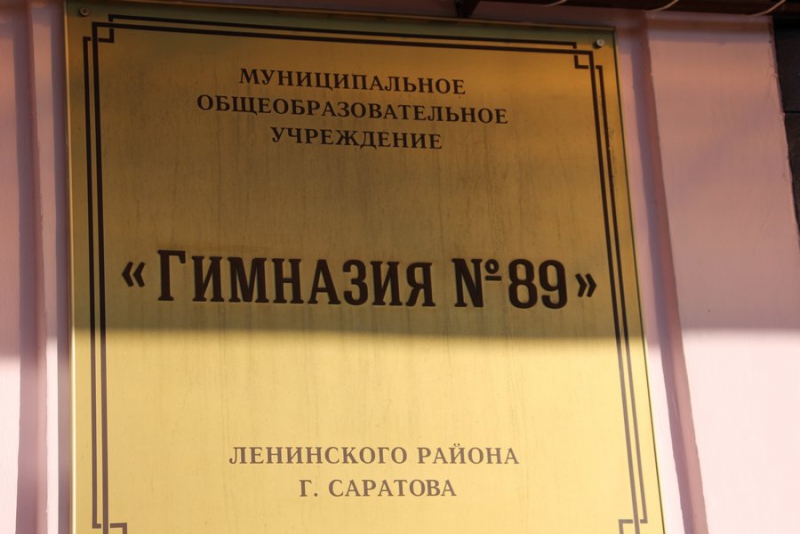 МУНИЦИПАЛЬНОЕ
ОБЩЕОБРАЗОВАТЕЛЬНОЕ
УЧРЕЖДЕНИЕ
«ГИМНАЗИЯ №89»
ЛЕНИНСКОГО РАЙОНА
Г. САРАТОВА